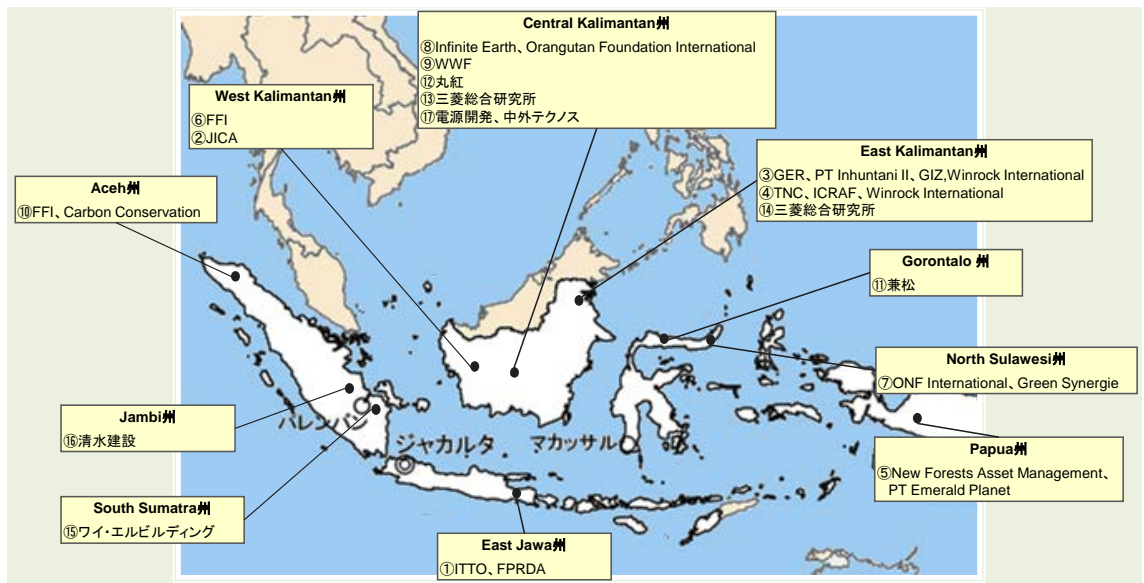 Central Kalimantan州
⑧Infinite Earth、Orangutan Foundation International
⑨WWF
⑫丸紅
⑬三菱総合研究所
⑰電源開発、中外テクノス
West Kalimantan州
⑥FFI
②JICA
East Kalimantan州
③GER, PT Inhuntani II、GIZ,Winrock International
④TNC, ICRAF、Winrock International
⑭三菱総合研究所
Aceh州
⑩FFI、Carbon Conservation
Gorontalo 州
⑪兼松
North Sulawesi州
⑦ONF International、Green Synergie
Jambi州
⑯清水建設
パレンバン
ジャカルタ
マカッサル
Papua州
⑤New Forests Asset Management、
PT Emerald Planet
South Sumatra州
⑮ワイ・エルビルディング
East Jawa州
①ITTO、FPRDA